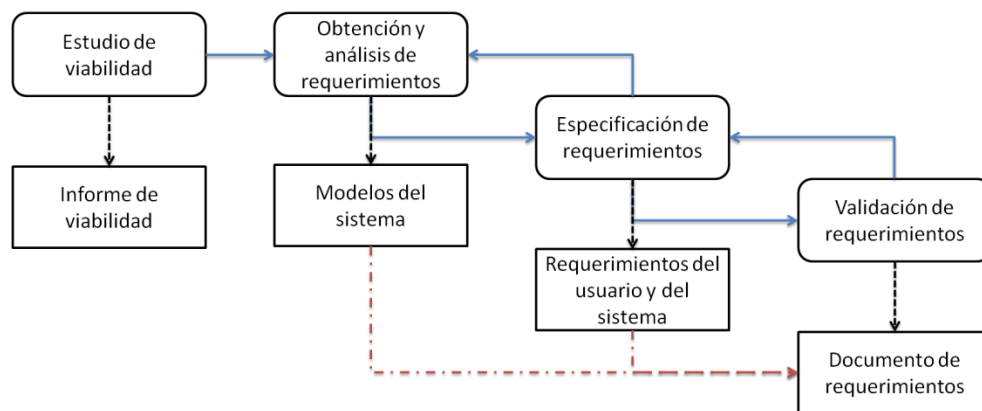 Estudio de
viabilidad
Obtención y
análisis de
requerimientos
Especificación de
requerimientos
Informe de
viabilidad
Modelos del
sistema
Validación de
requerimientos
Requerimientos del
usuario y del
sistema
Documento de
requerimientos